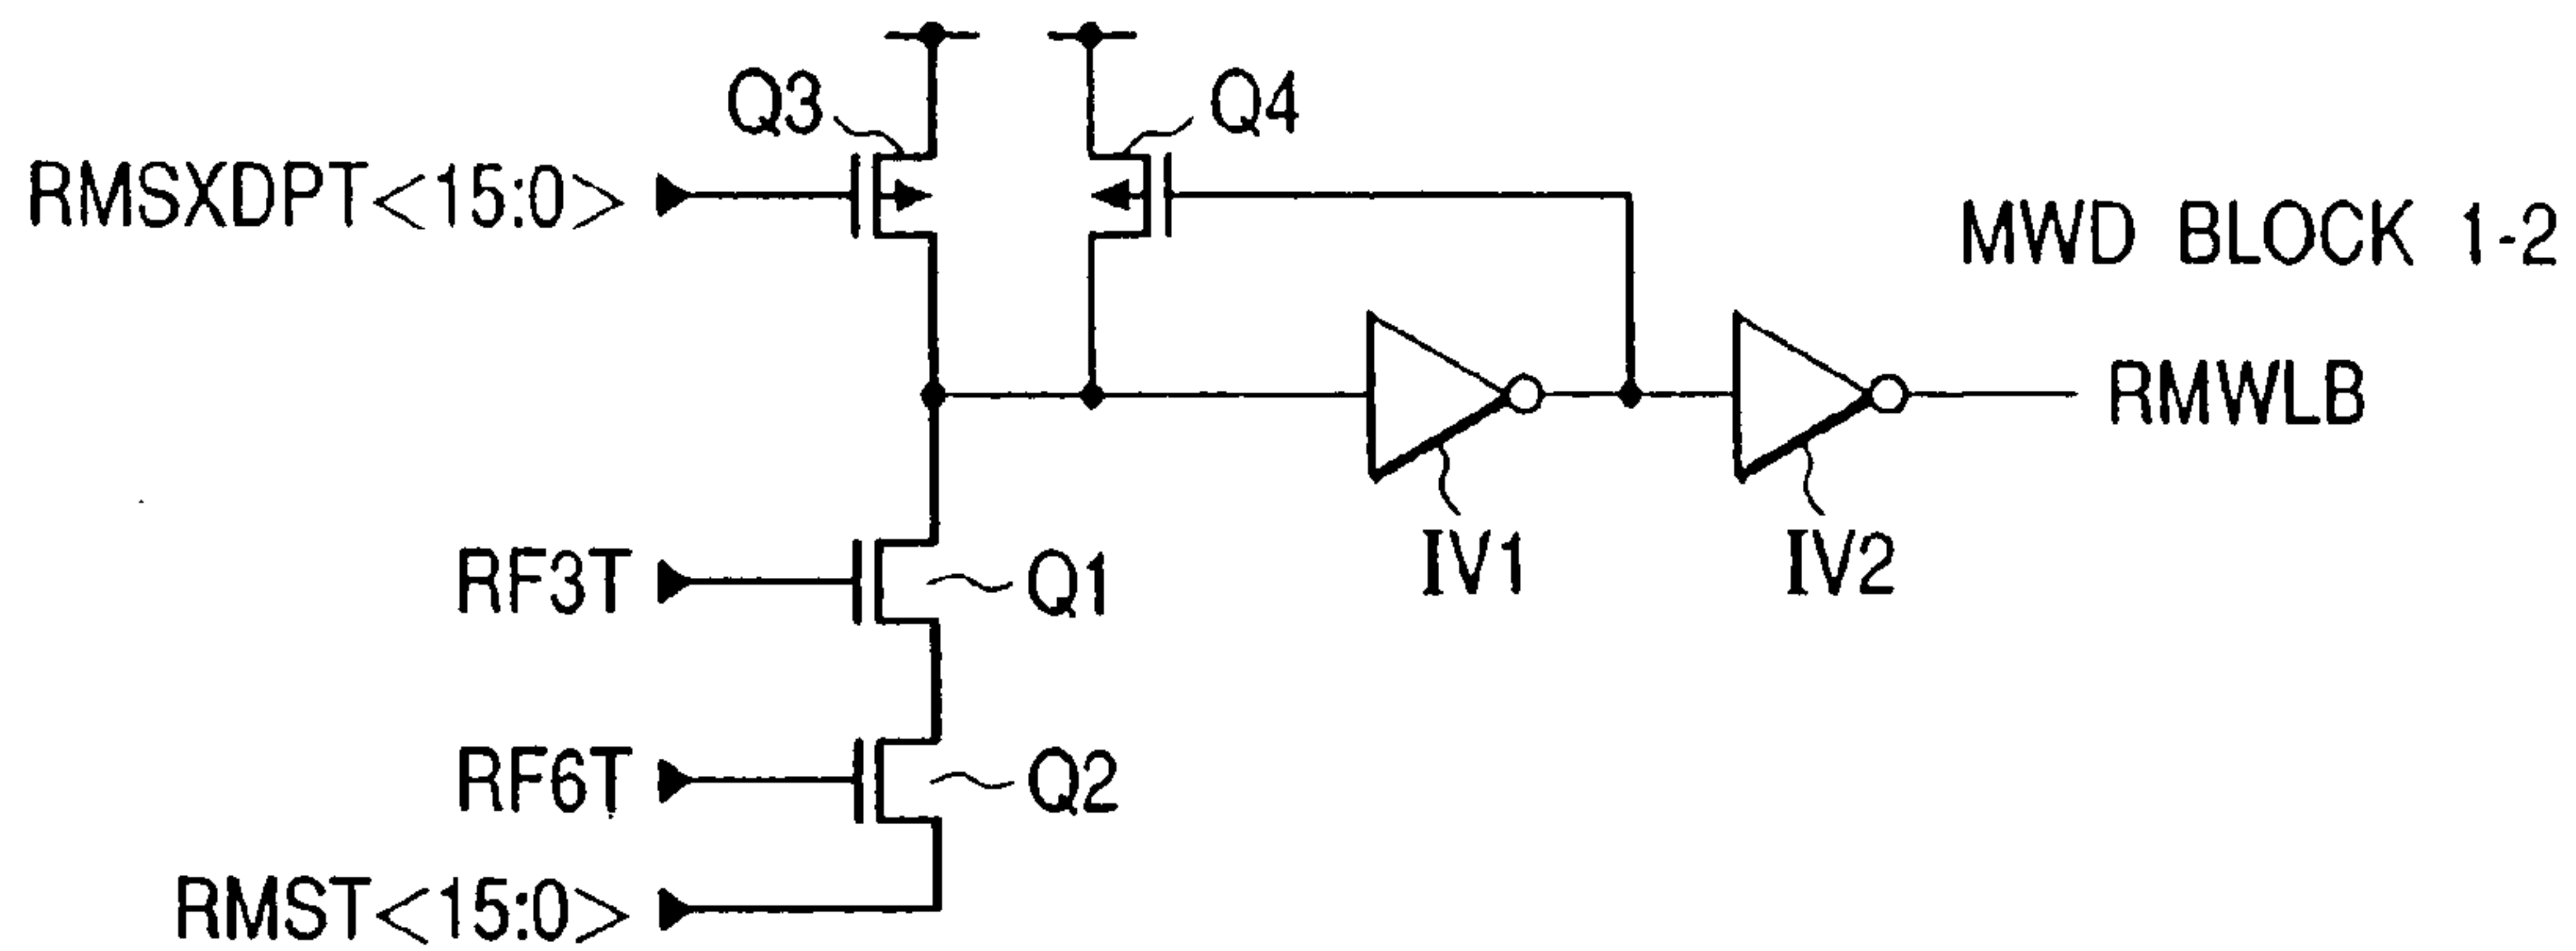 Q3
Q4
RMSXDPT<15:0>
MWD BLOCK 1-2
RMWLB
IV1
IV2
RF3T
Q1
RF6T
Q2
RMST<15:0>